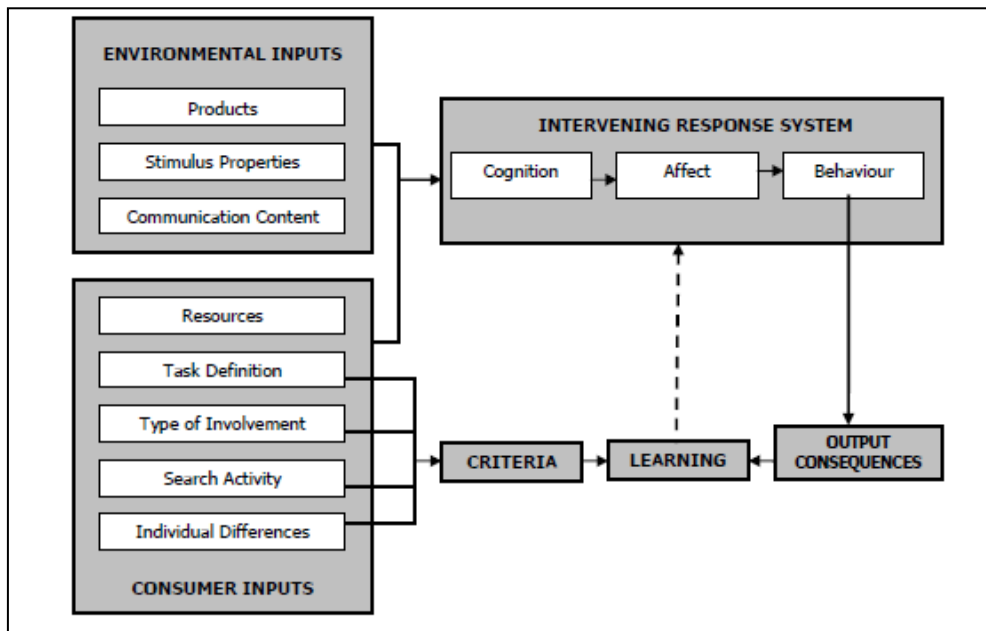 ENVIRONMENTAL INPUTS
Products
Stimulus Properties
Communication Content
INTERVENING RESPONSE SYSTEM
Cognition
Affect
Behaviour
Resources
Task Definition
Type of Involvement
Search Activity
Individual Differences
CONSUMER INPUTS
CRITERIA
LEARNING
OUTPUT
CONSEQUENCES